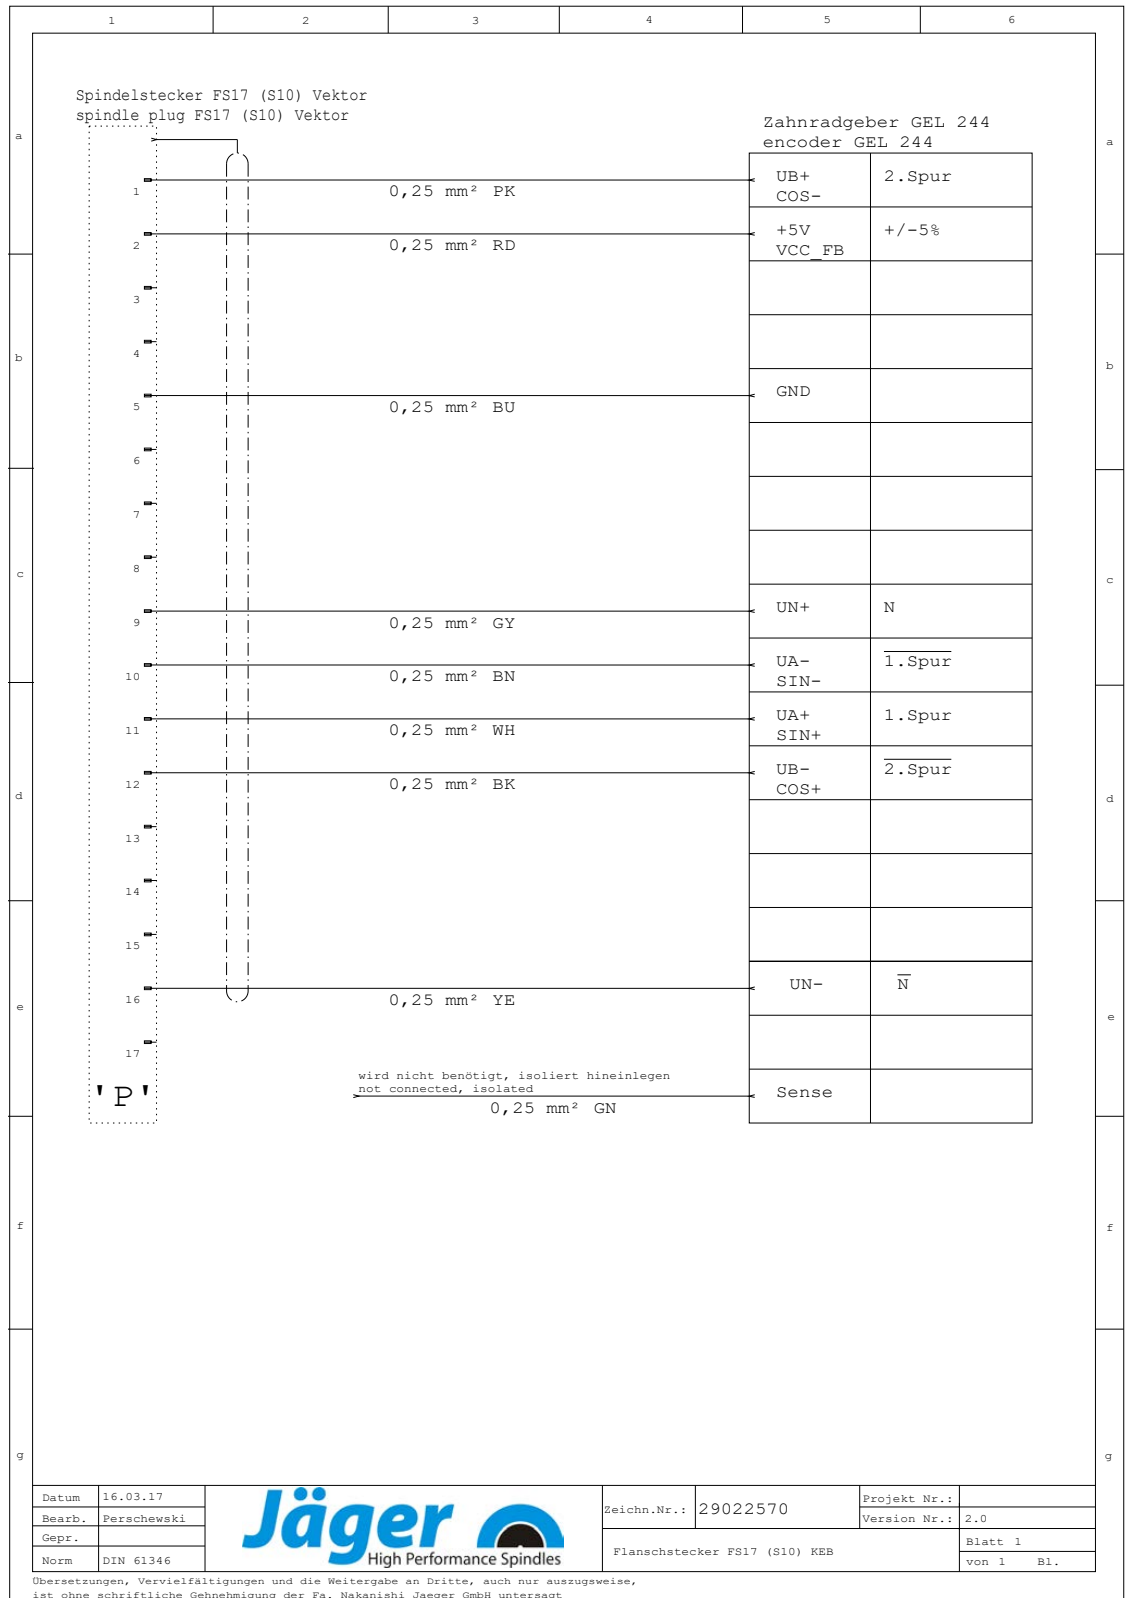 1 2 3 4 5 6
Spindelstecker FS17 (S10) Vektor
spindle plug FS17 (S10) Vektor
Zahnradgeber GEL 244
encoder GEL 244
a a
1 0,25 mm² PK UB+ 2.Spur
COS-
2 0,25 mm² RD +5V +/-5%
VCC_FB
3
4
b b
5 0,25 mm² BU GND
6
7
8
c c
9 0,25 mm² GY UN+ N
10 0,25 mm² BN UA- 1.Spur
SIN-
11 0,25 mm² WH UA+ 1.Spur
SIN+
12 0,25 mm² BK UB- 2.Spur
COS+
d d
13
14
15
16 0,25 mm² YE UN- N
e e
17
wird nicht benötigt, isoliert hineinlegen
not connected, isolated
'P' 0,25 mm² GN Sense
f f
g g
Datum 16.03.17
Bearb. Perschewski
Gepr.
Norm DIN 61346
Jäger
High Performance Spindles
Zeichn.Nr.: 29022570
Flanschstecker FS17 (S10) KEB
Projekt Nr.:
Version Nr.: 2.0
Blatt 1
von 1 Bl.
Übersetzungen, Vervielfältigungen und die Weitergabe an Dritte, auch nur auszugsweise,
ist ohne schriftliche Gehnehmigung der Fa. Nakanishi Jaeger GmbH untersagt